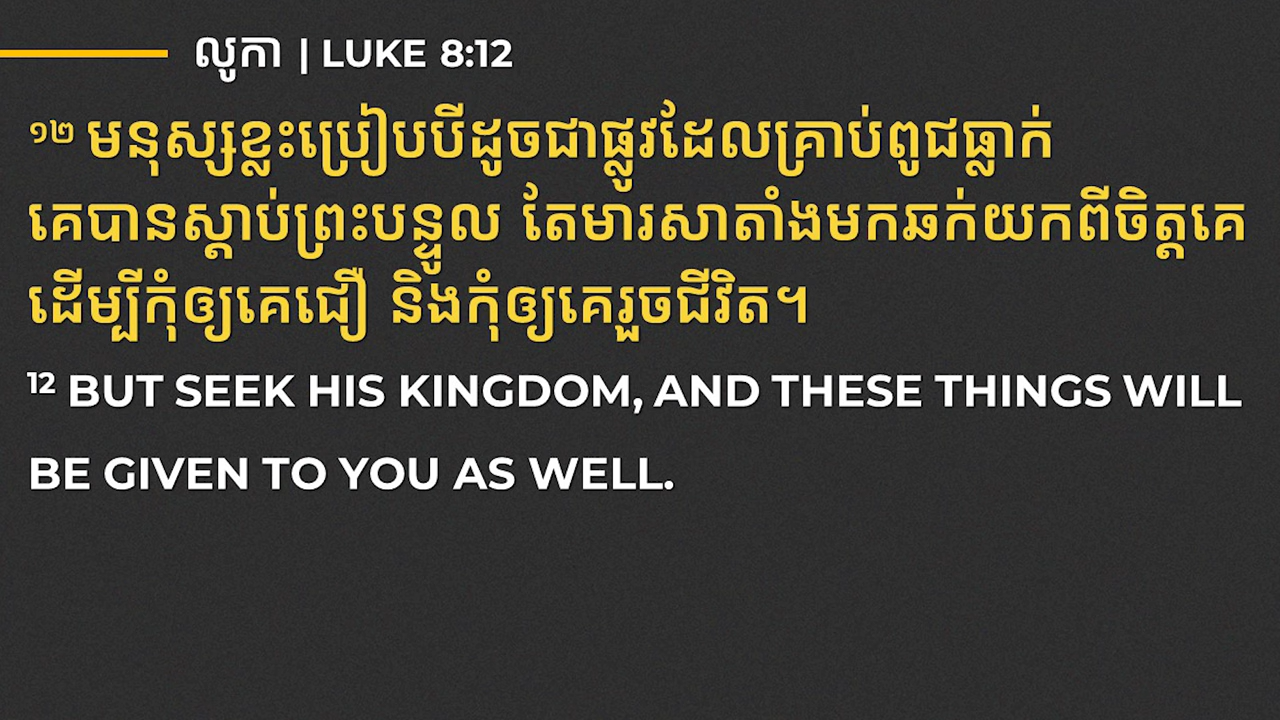 លូកា | LUKE 8:12
១២ មនុស្សខ្លះប្រៀបបីដូចជាផ្លូវដែលគ្រាប់ពូជធ្លាក់
គេបានស្ដាប់ព្រះបន្ទូល តែមារសាតាំងមកឆក់យកពីចិត្តគេ
ដើម្បីកុំឲ្យគេជឿ និងកុំឲ្យគេរួចជីវិត។
12 BUT SEEK HIS KINGDOM, AND THESE THINGS WILL
BE GIVEN TO YOU AS WELL.